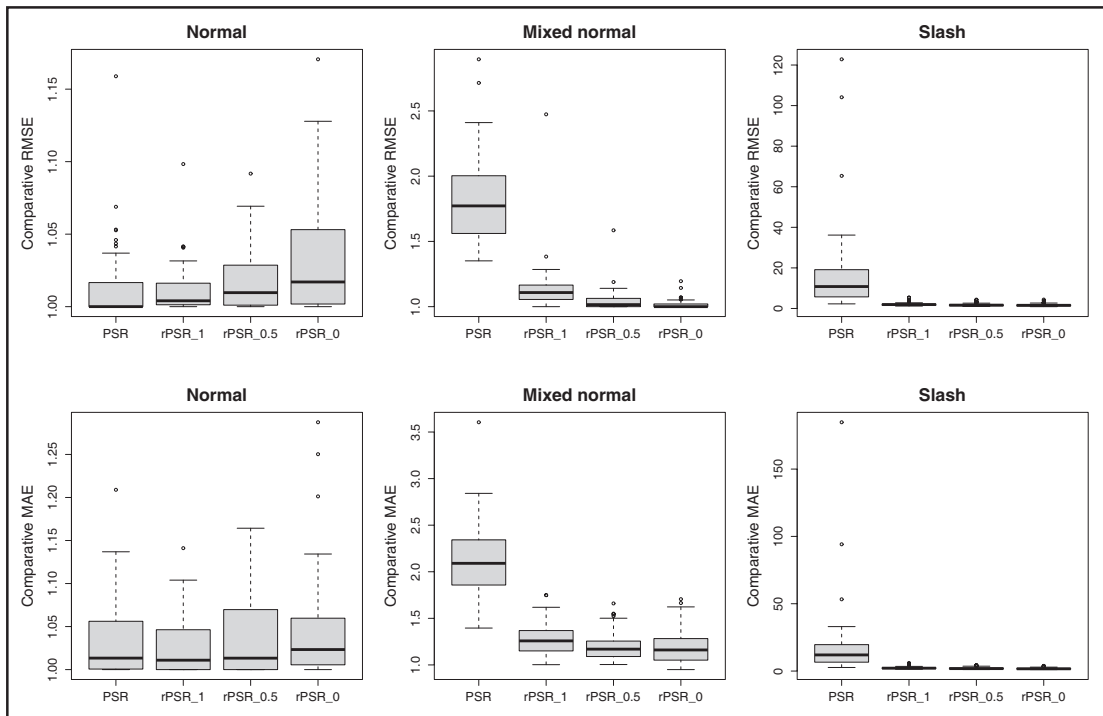 Normal
Mixed normal
Slash
Comparative RMSE
1.00 1.05 1.10 1.15
PSR rPSR_1 rPSR_0.5 rPSR_0
Comparative RMSE
1.0 1.5 2.0 2.5
PSR rPSR_1 rPSR_0.5 rPSR_0
Comparative RMSE
0 20 40 60 80 100 120
PSR rPSR_1 rPSR_0.5 rPSR_0
Normal
Mixed normal
Slash
Comparative MAE
1.00 1.05 1.10 1.15 1.20 1.25
PSR rPSR_1 rPSR_0.5 rPSR_0
Comparative MAE
1.0 1.5 2.0 2.5 3.0 3.5
PSR rPSR_1 rPSR_0.5 rPSR_0
Comparative MAE
0 50 100 150
PSR rPSR_1 rPSR_0.5 rPSR_0